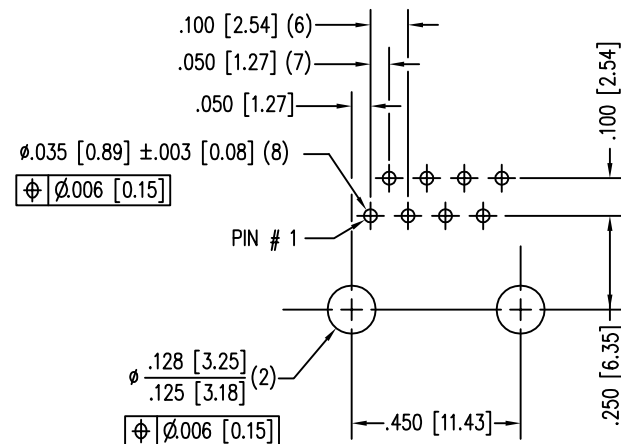 .100 [2.54] (6)
.050 [1.27] (7)
.050 [1.27]
ø.035 [0.89] ±.003 [0.08] (8)
⌖ Ø.006 [0.15]
PIN # 1
.100 [2.54]
ø .128 [3.25]
.125 [3.18] (2)
⌖ Ø.006 [0.15]
.450 [11.43]
.250 [6.35]